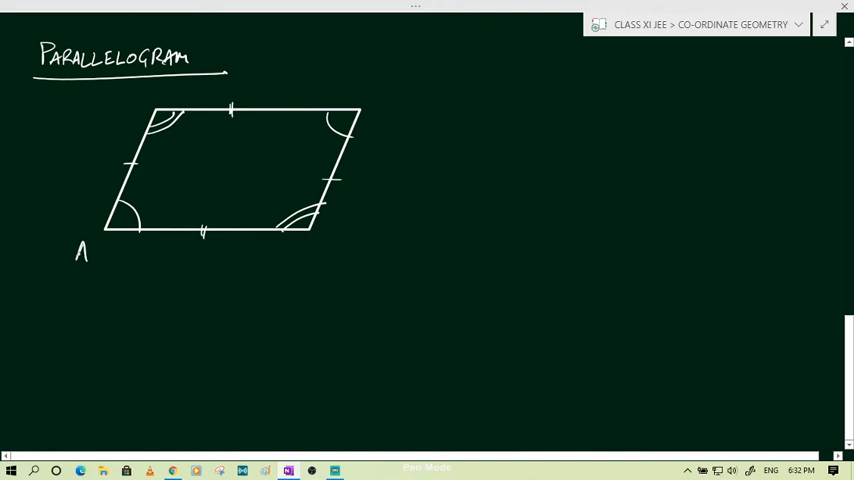 CLASS XI JEE > CO-ORDINATE GEOMETRY
PARALLELOGRAM
A
Pen Mode
ENG
6:32 PM